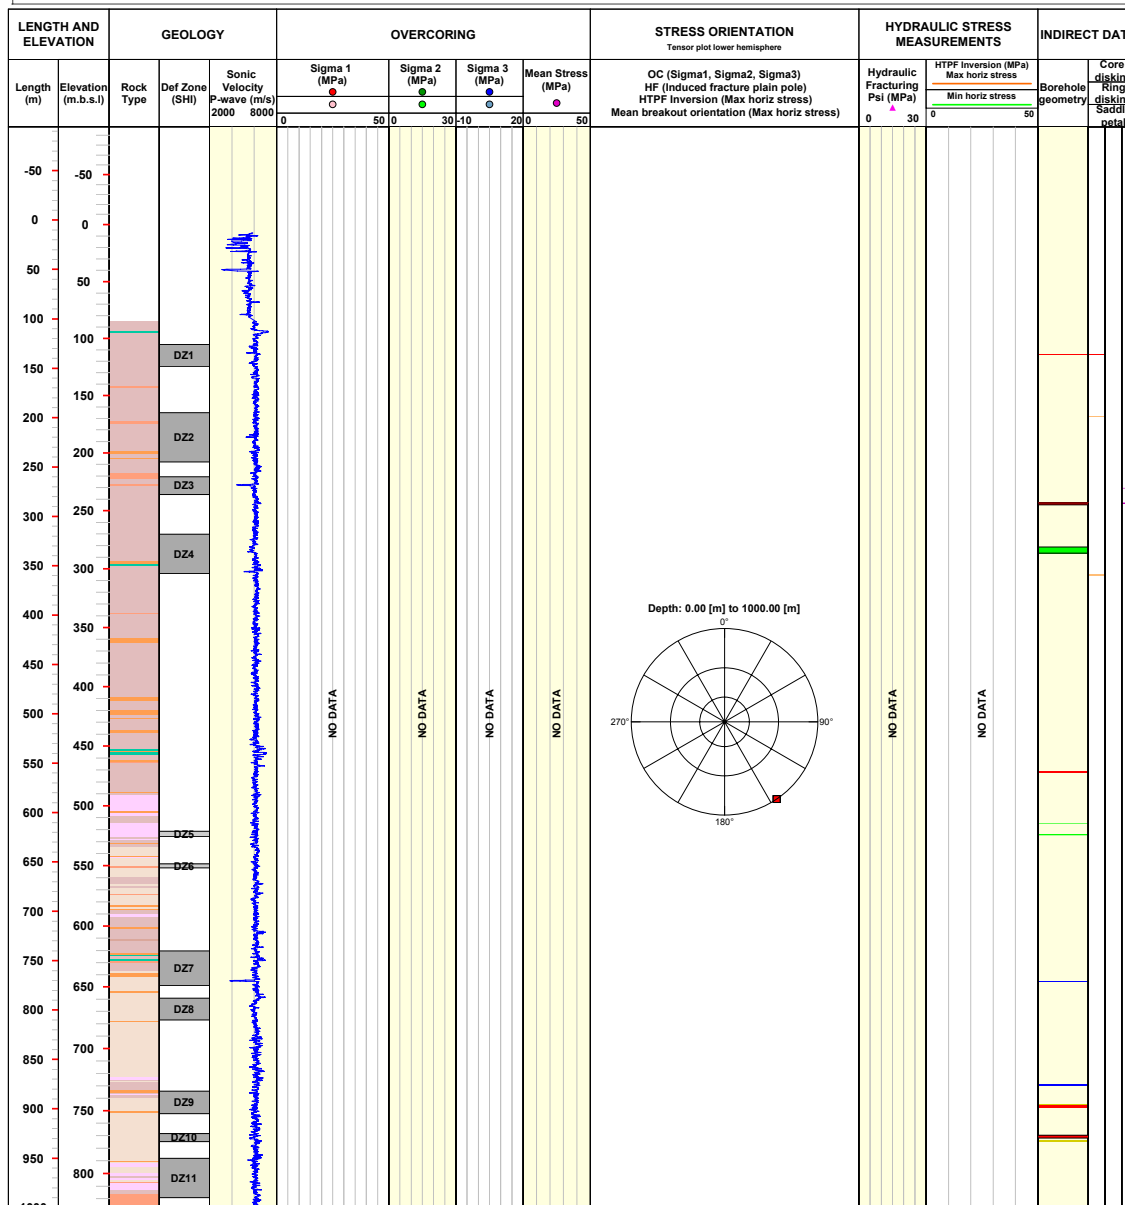 LENGTH AND ELEVATION
GEOLOGY
OVERCORING
STRESS ORIENTATION
Tensor plot lower hemisphere
HYDRAULIC STRESS MEASUREMENTS
INDIRECT DAT
Length (m)
Elevation (m.b.s.l)
Rock Type
Def Zone (SHI)
Sonic Velocity P-wave (m/s)
2000 8000
Sigma 1 (MPa)
0 50
Sigma 2 (MPa)
0 30
Sigma 3 (MPa)
-10 20
Mean Stress (MPa)
0 50
OC (Sigma1, Sigma2, Sigma3)
HF (Induced fracture plain pole)
HTPF Inversion (Max horiz stress)
Mean breakout orientation (Max horiz stress)
Hydraulic Fracturing Psi (MPa)
0 30
HTPF Inversion (MPa)
Max horiz stress
Min horiz stress
0 50
Borehole geometry
Core diskin
Ring diskin
Saddl petal
-50
0
50
100
150
200
250
300
350
400
450
500
550
600
650
700
750
800
850
900
950
1000
-50
0
50
100
150
200
250
300
350
400
450
500
550
600
650
700
750
800
DZ1
DZ2
DZ3
DZ4
DZ5
DZ6
DZ7
DZ8
DZ9
DZ10
DZ11
NO DATA
NO DATA
NO DATA
NO DATA
Depth: 0.00 [m] to 1000.00 [m]
0°
270°
90°
180°
NO DATA
NO DATA